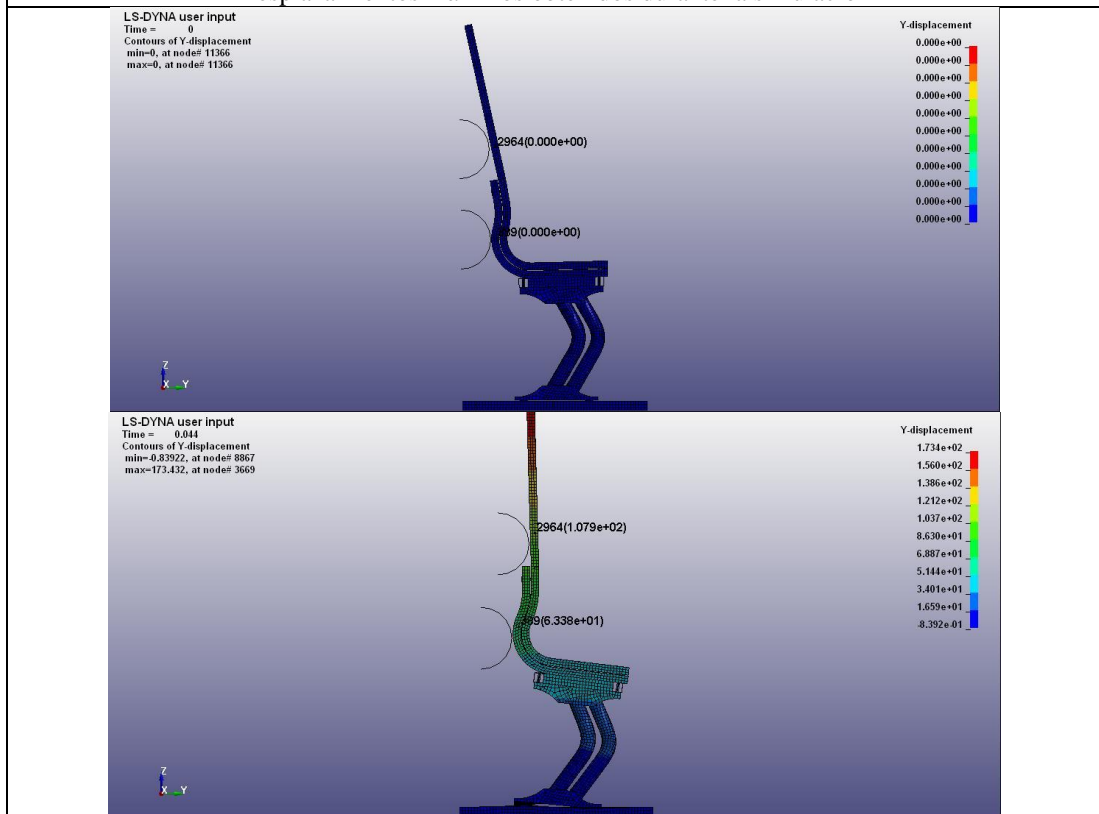 LS-DYNA user input
Time = 0
Contours of Y-displacement
min=0, at node# 11366
max=0, at node# 11366
Y-displacement
0.000e+00
0.000e+00
0.000e+00
0.000e+00
0.000e+00
0.000e+00
0.000e+00
0.000e+00
0.000e+00
0.000e+00
0.000e+00
2964(0.000e+00)
(0.000e+00)
Z
X Y
LS-DYNA user input
Time = 0.044
Contours of Y-displacement
min=-0.83922, at node# 8867
max=173.432, at node# 3669
Y-displacement
1.734e+02
1.560e+02
1.386e+02
1.212e+02
1.037e+02
8.630e+01
6.887e+01
5.144e+01
3.401e+01
1.659e+01
-8.392e-01
2964(1.079e+02)
(6.338e+01)
Z
X Y